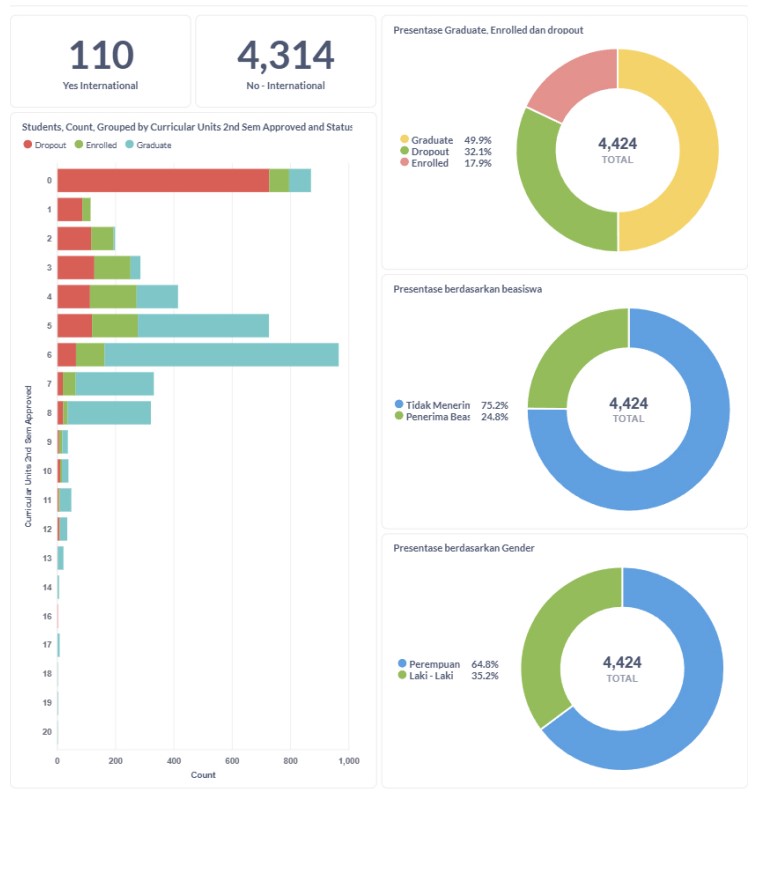 110
Yes International
4,314
No - International
Students, Count, Grouped by Curricular Units 2nd Sem Approved and Status
Dropout Enrolled Graduate
Curricular Units 2nd Sem Approved
0
1
2
3
4
5
6
7
8
9
10
11
12
13
14
16
17
18
19
20
0 200 400 600 800 1,000
Count
Presentase Graduate, Enrolled dan dropout
Graduate 49.9%
Dropout 32.1%
Enrolled 17.9%
4,424
TOTAL
Presentase berdasarkan beasiswa
Tidak Menerin 75.2%
Penerima Beas 24.8%
4,424
TOTAL
Presentase berdasarkan Gender
Perempuan 64.8%
Laki - Laki 35.2%
4,424
TOTAL